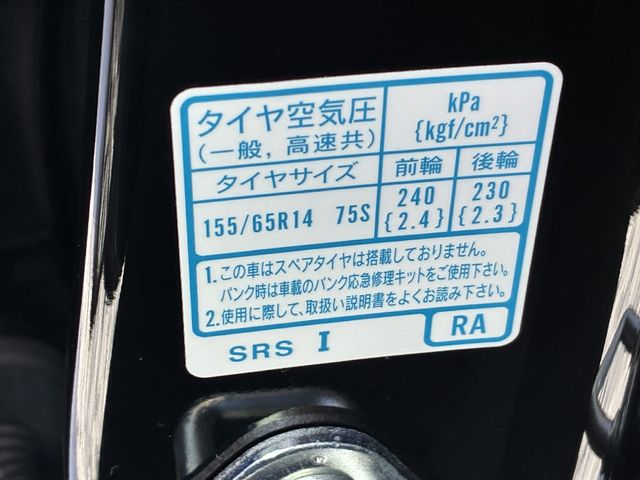 タイヤ空気圧
(一般, 高速共)
kPa
{kgf/cm²}
タイヤサイズ 前輪 後輪
155/65R14 75S 240 230
{2.4} {2.3}
1. この車はスペアタイヤは搭載しておりません。
パンク時は車載のパンク応急修理キットをご使用下さい。
2. 使用に際して、取扱い説明書をよくお読み下さい。
SRS I RA